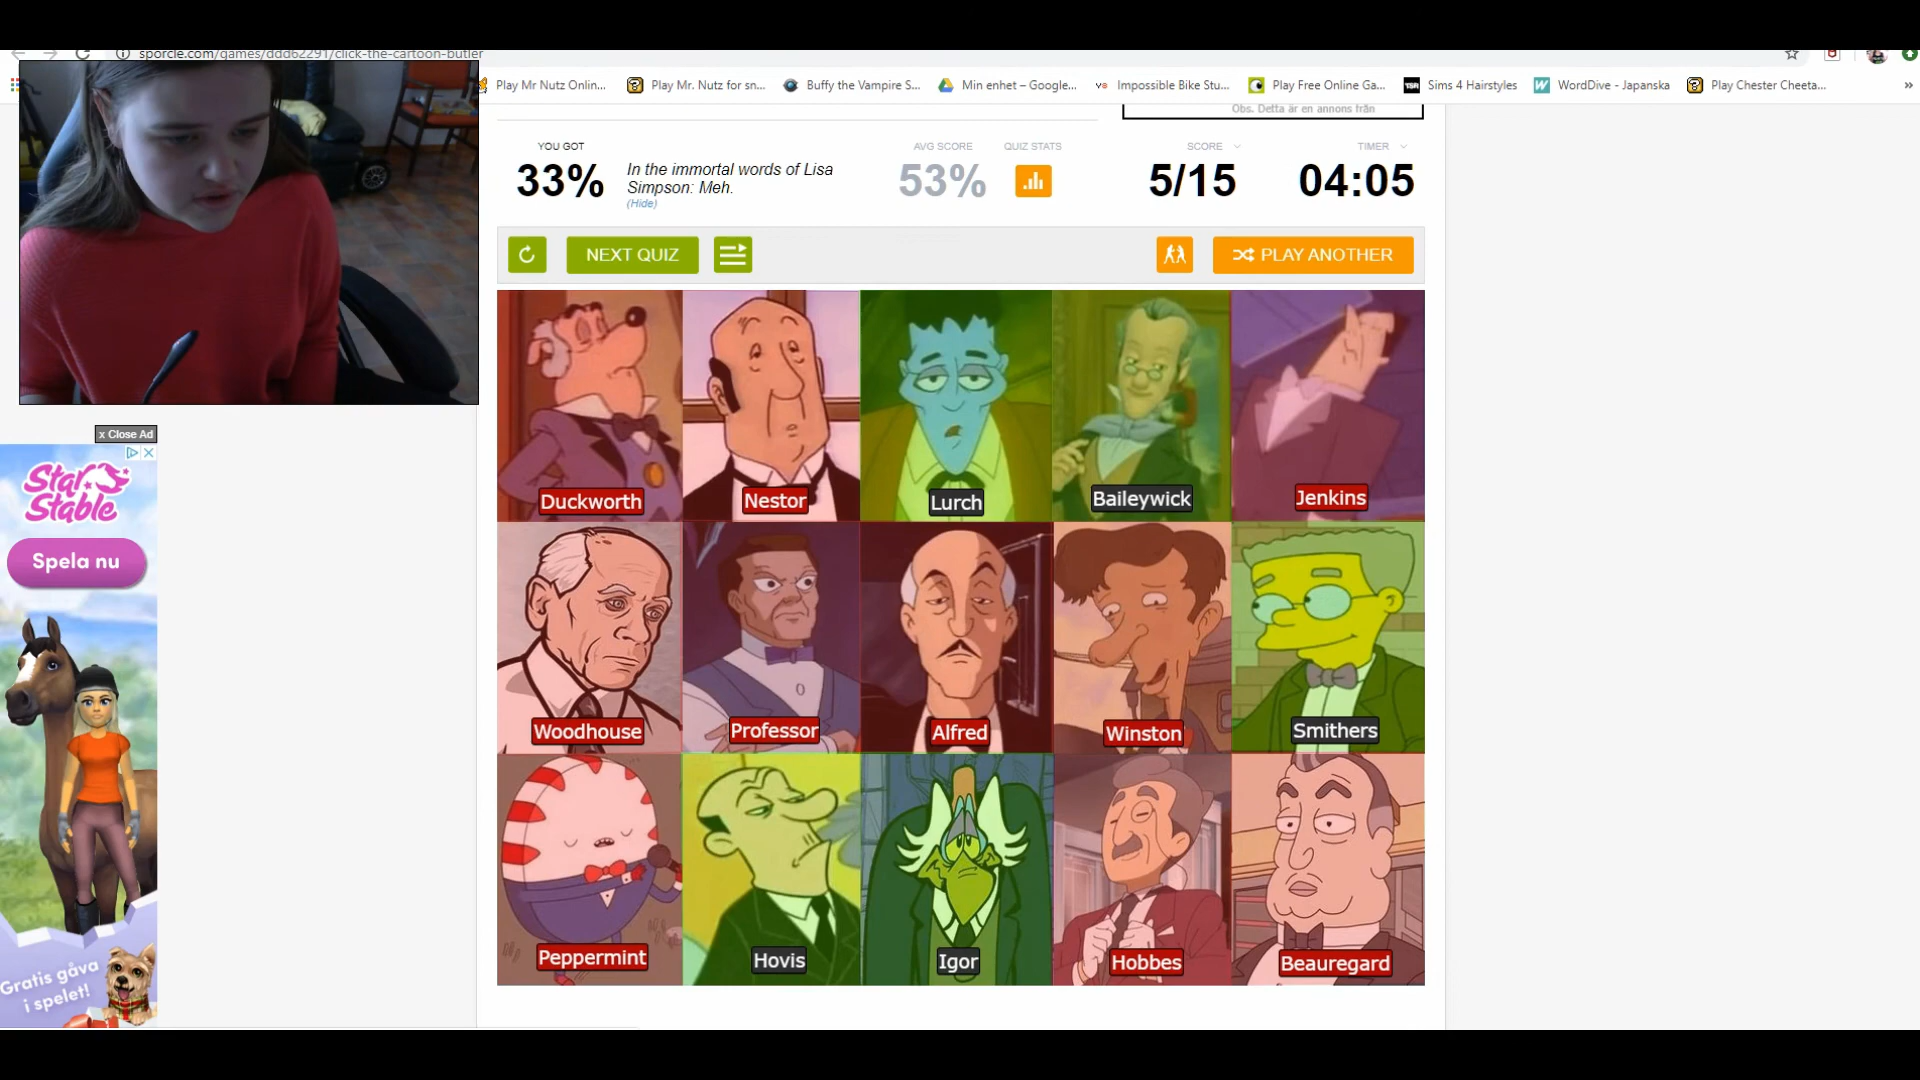 sporcle.com/games/ddd62291/click-the-cartoon-butler
Play Mr Nutz Onlin...
Play Mr. Nutz for sn...
Buffy the Vampire S...
Min enhet – Google...
Impossible Bike Stu...
Play Free Online Ga...
TSR
Sims 4 Hairstyles
W
WordDive - Japanska
Play Chester Cheeta...
»
Obs. Detta är en annons från
YOU GOT
33%
In the immortal words of Lisa
Simpson: Meh.
(Hide)
AVG SCORE
53%
QUIZ STATS
SCORE
5/15
TIMER
04:05
NEXT QUIZ
PLAY ANOTHER
Duckworth
Nestor
Lurch
Baileywick
Jenkins
Woodhouse
Professor
Alfred
Winston
Smithers
Peppermint
Hovis
Igor
Hobbes
Beauregard
x Close Ad
Star
Stable
Spela nu
Gratis gåva
i spelet!